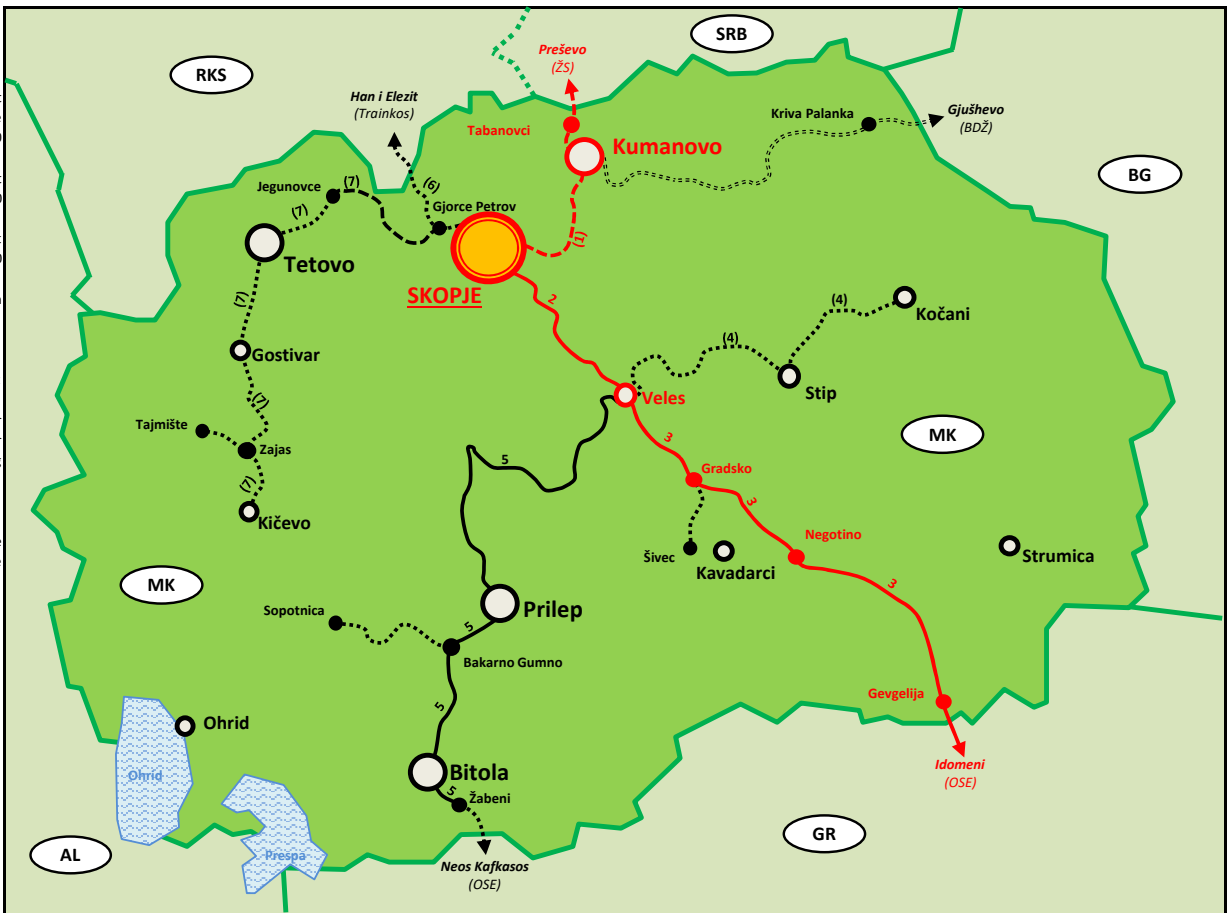 SRB
RKS
Preševo
(ŽS)
Han i Elezit
(Trainkos)
Tabanovci
Kumanovo
Kriva Palanka
Gjushevo
(BDŽ)
BG
Jegunovce
(7)
(6)
(7)
Gjorce Petrov
(1)
Tetovo
SKOPJE
2
(7)
(4)
Kočani
Gostivar
(4)
Stip
Veles
(7)
Tajmište
Zajas
3
MK
5
Gradsko
(7)
3
Kičevo
Negotino
Šivec
Kavadarci
Strumica
MK
3
Sopotnica
Prilep
5
Bakarno Gumno
Gevgelija
5
Ohrid
Ohrid
Bitola
Idomeni
(OSE)
5
Žabeni
GR
AL
Prespa
Neos Kafkasos
(OSE)